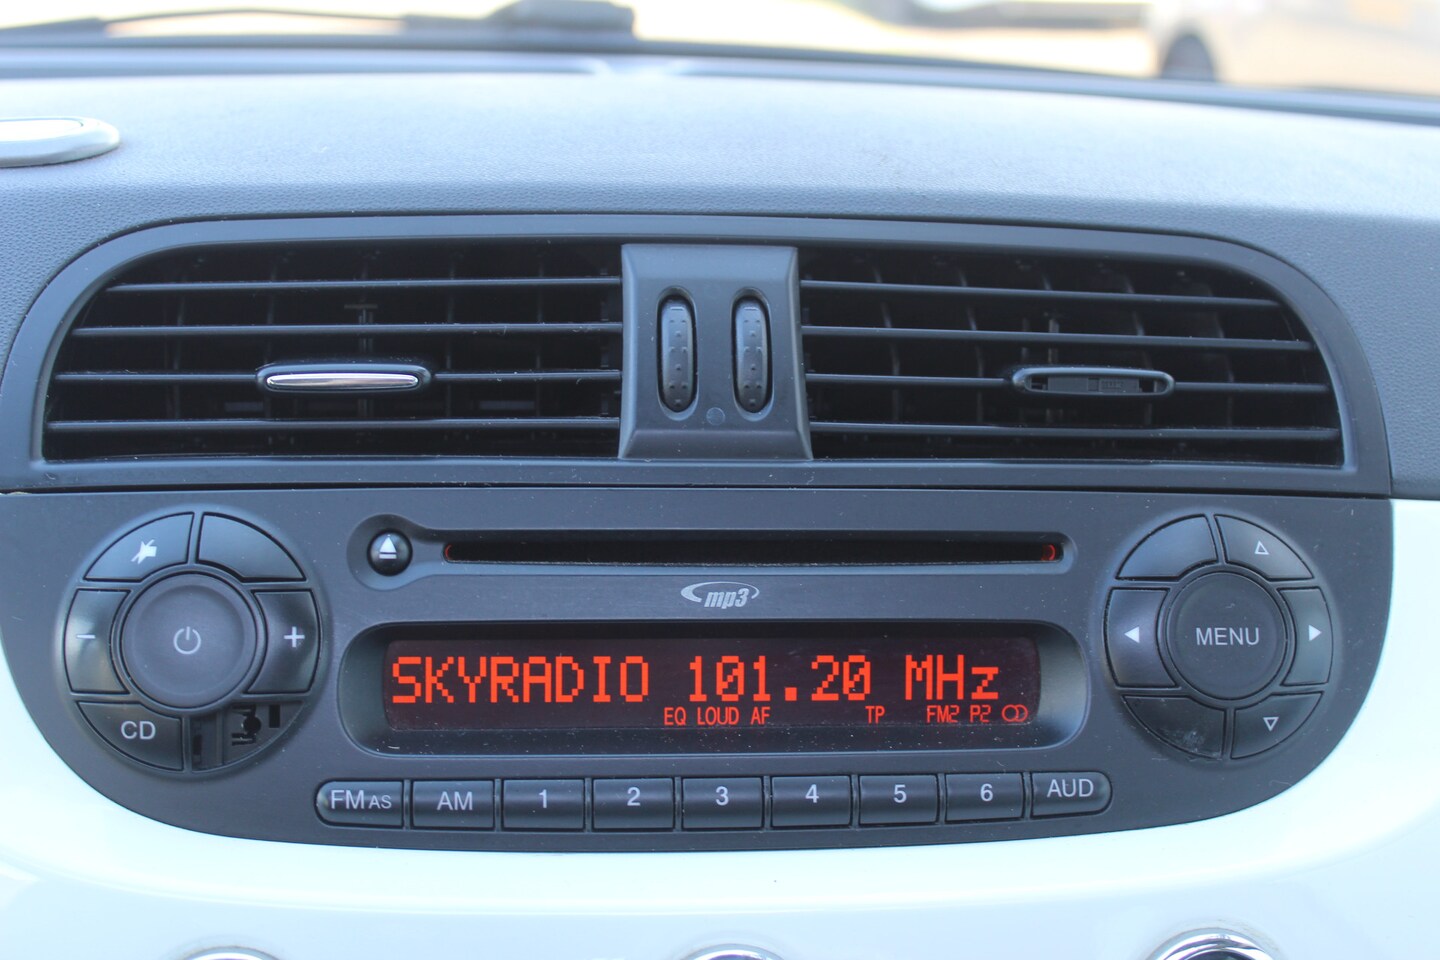 mp3
SKYRADIO 101.20 MHz
EQ LOUD AF TP FM2 P2
MENU
CD
FM AS AM 1 2 3 4 5 6 AUD